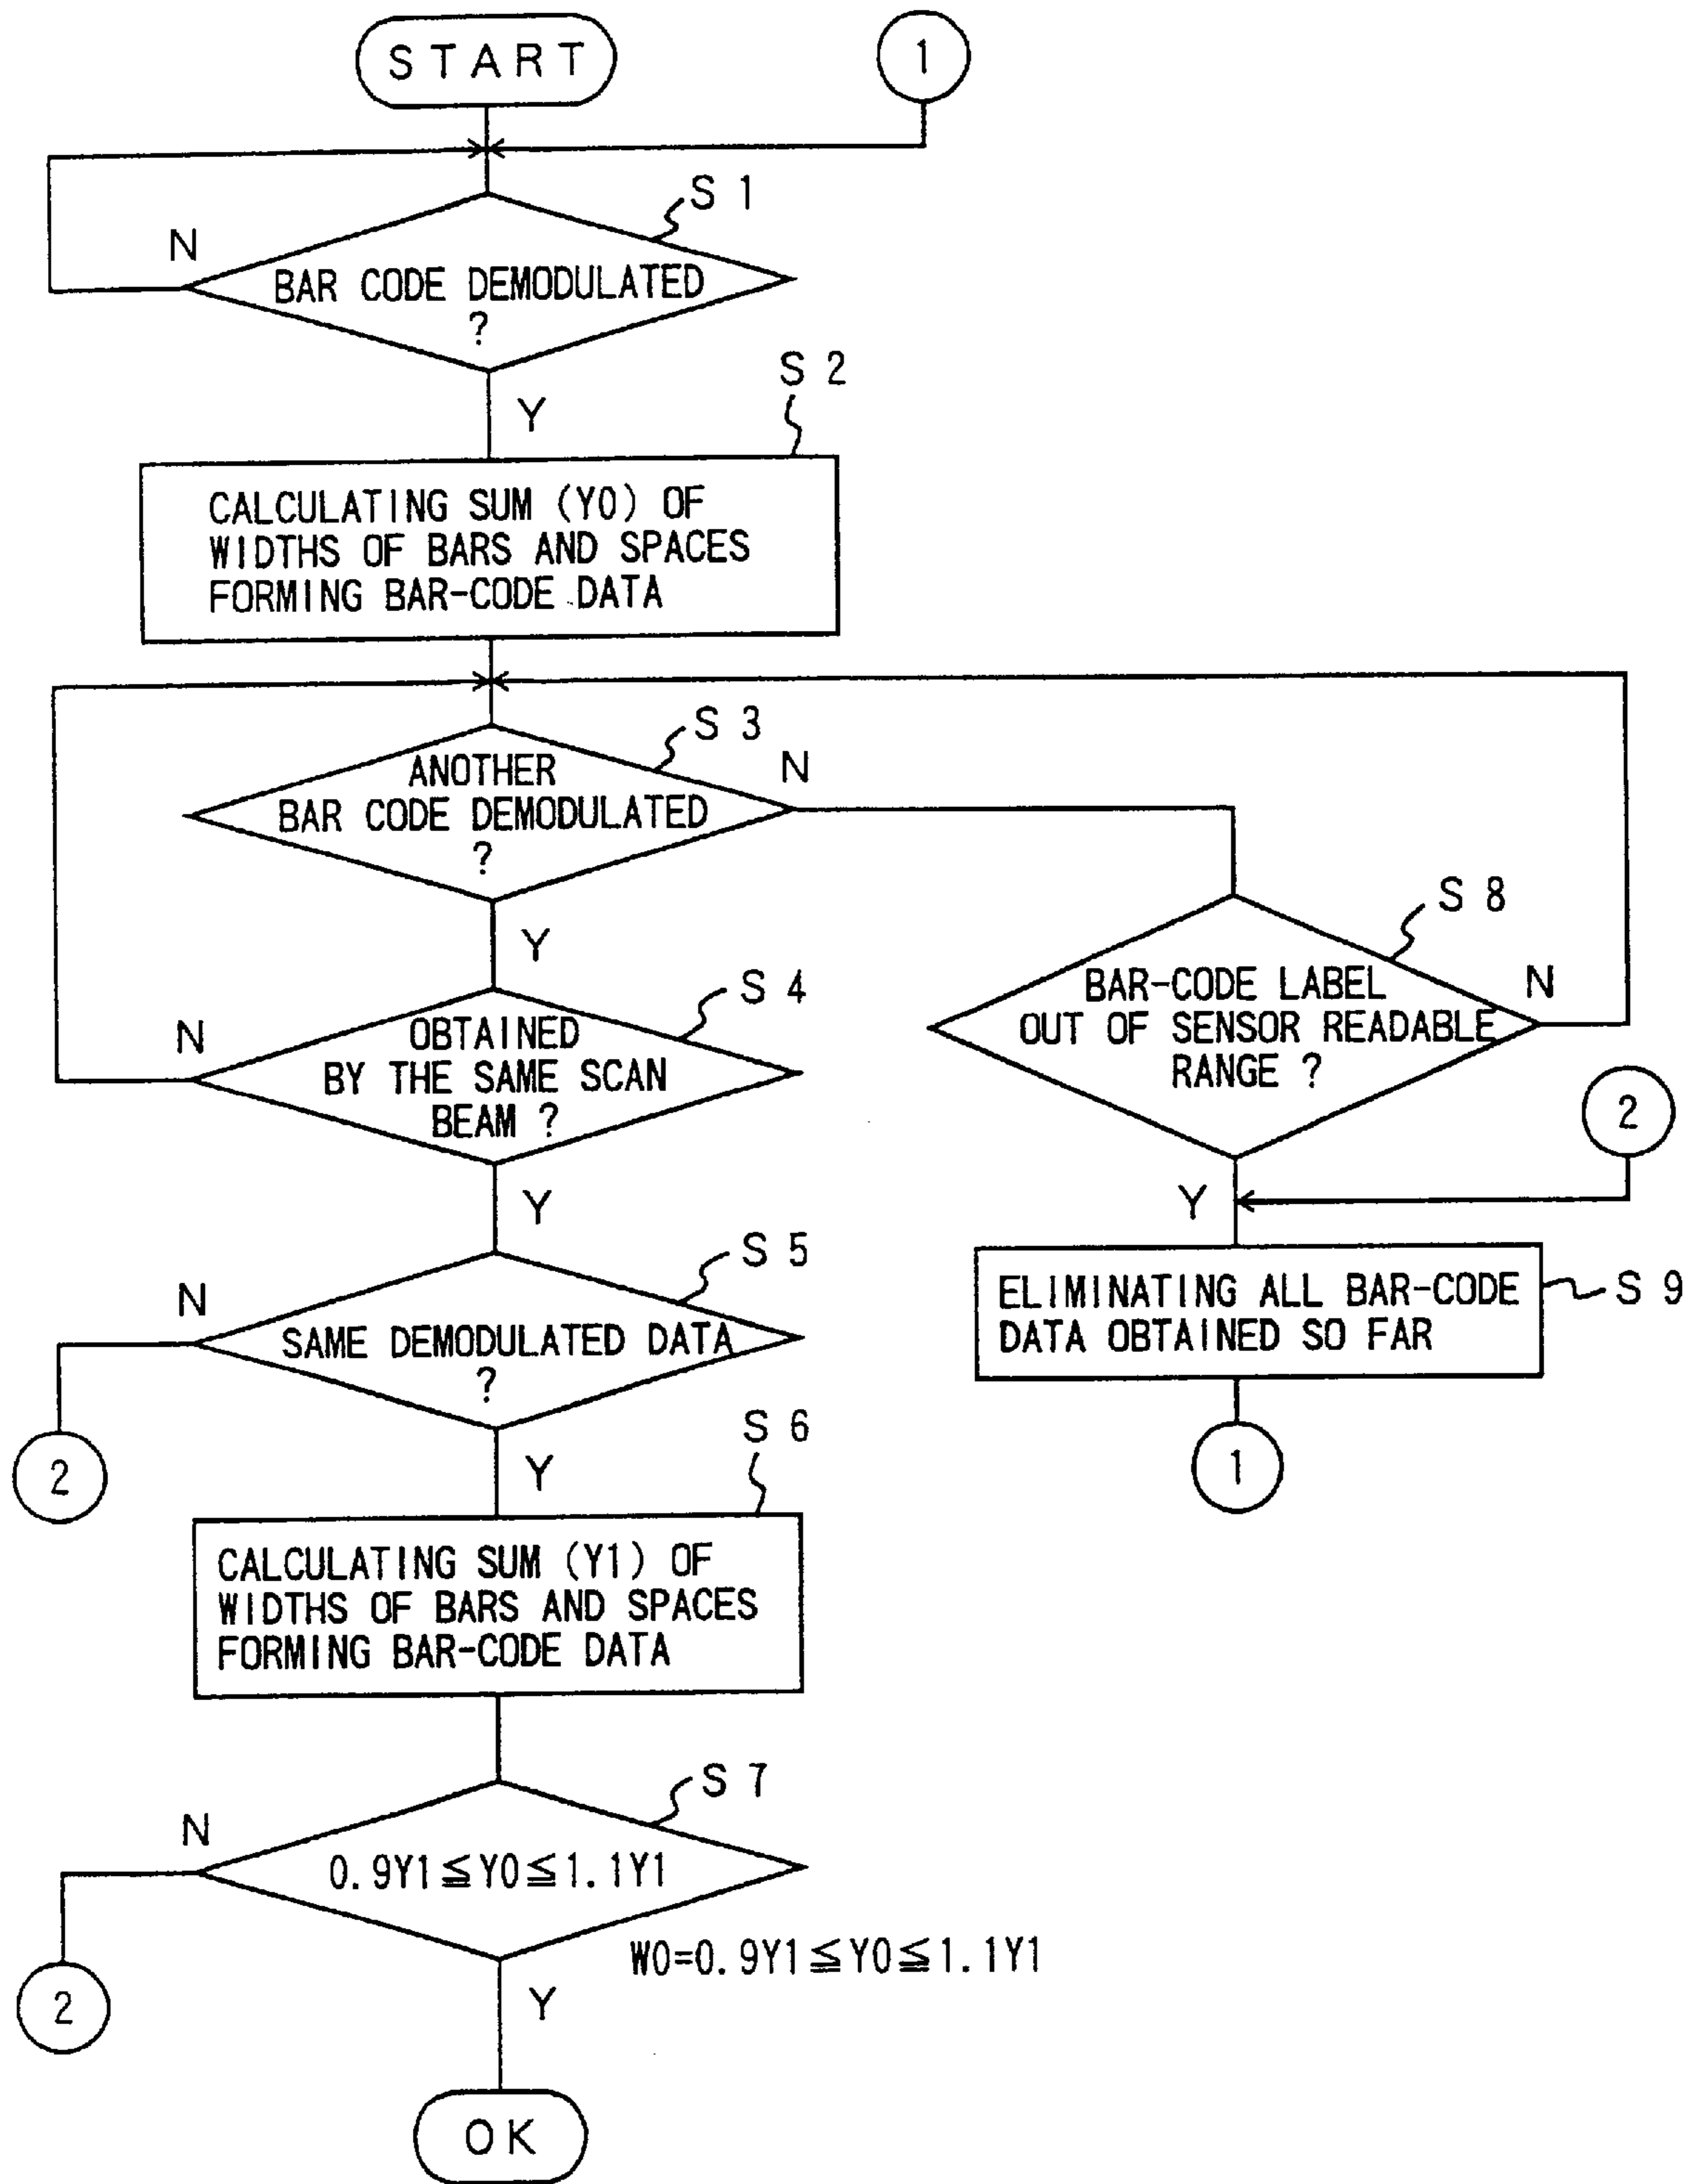 START
1
S 1
N
BAR CODE DEMODULATED
?
S 2
Y
CALCULATING SUM (Y0) OF
WIDTHS OF BARS AND SPACES
FORMING BAR-CODE DATA
S 3
N
ANOTHER
BAR CODE DEMODULATED
?
S 8
Y
BAR-CODE LABEL
OUT OF SENSOR READABLE
RANGE ?
N
S 4
N
OBTAINED
BY THE SAME SCAN
BEAM ?
2
Y
Y
S 5
N
SAME DEMODULATED DATA
?
ELIMINATING ALL BAR-CODE
DATA OBTAINED SO FAR
S 9
2
S 6
Y
1
CALCULATING SUM (Y1) OF
WIDTHS OF BARS AND SPACES
FORMING BAR-CODE DATA
S 7
N
0.9Y1≦Y0≦1.1Y1
W0=0.9Y1≦Y0≦1.1Y1
2
Y
OK